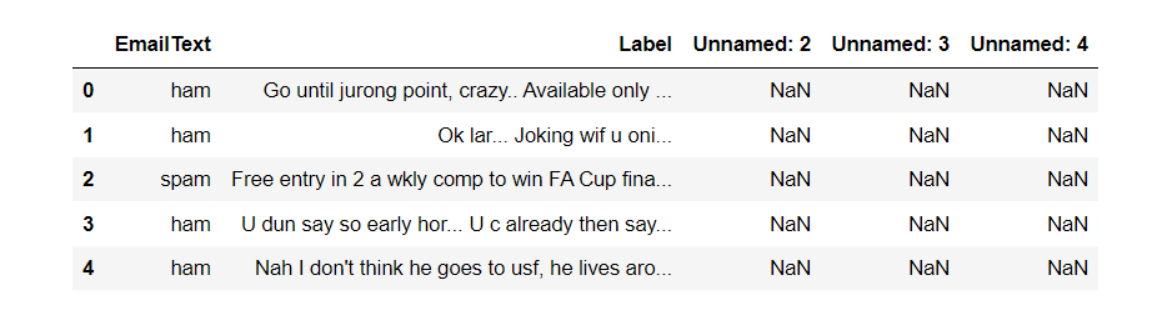 EmailText Label Unnamed: 2 Unnamed: 3 Unnamed: 4
0 ham Go until jurong point, crazy.. Available only ... NaN NaN NaN
1 ham Ok lar... Joking wif u oni... NaN NaN NaN
2 spam Free entry in 2 a wkly comp to win FA Cup fina... NaN NaN NaN
3 ham U dun say so early hor... U c already then say... NaN NaN NaN
4 ham Nah I don't think he goes to usf, he lives aro... NaN NaN NaN